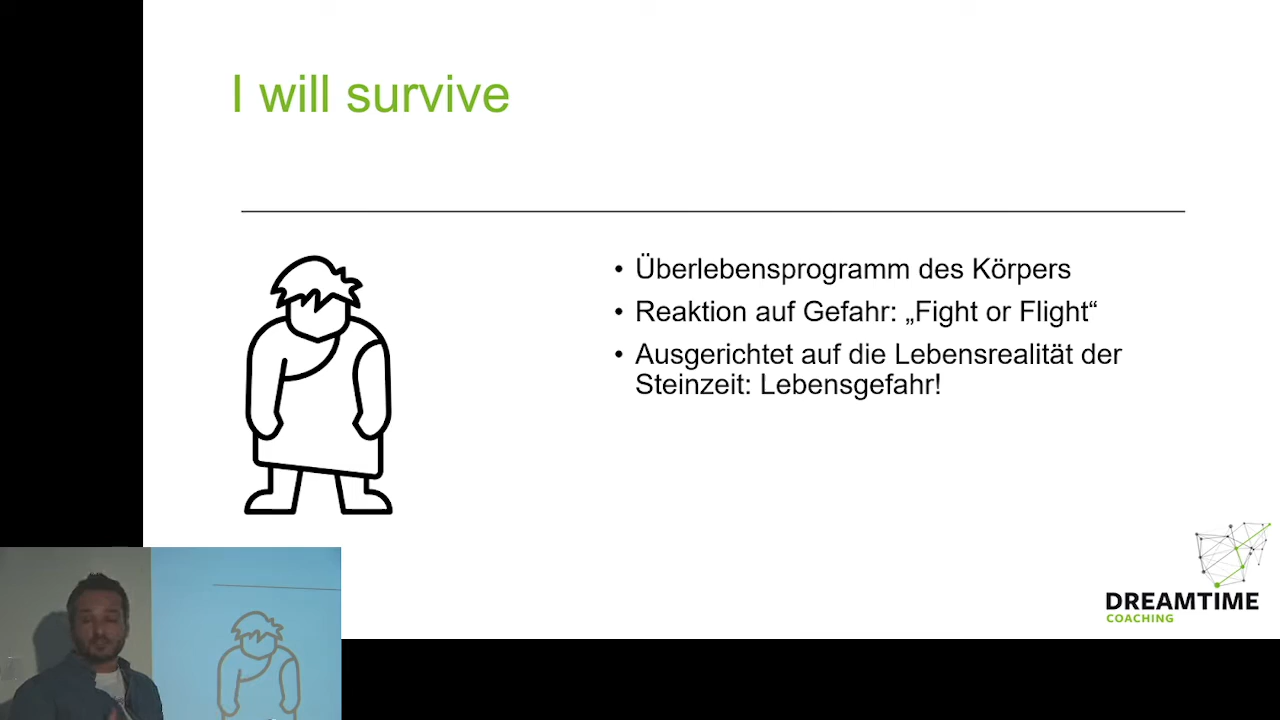 I will survive
• Überlebensprogramm des Körpers
• Reaktion auf Gefahr: „Fight or Flight“
• Ausgerichtet auf die Lebensrealität der
Steinzeit: Lebensgefahr!
DREAMTIME
COACHING